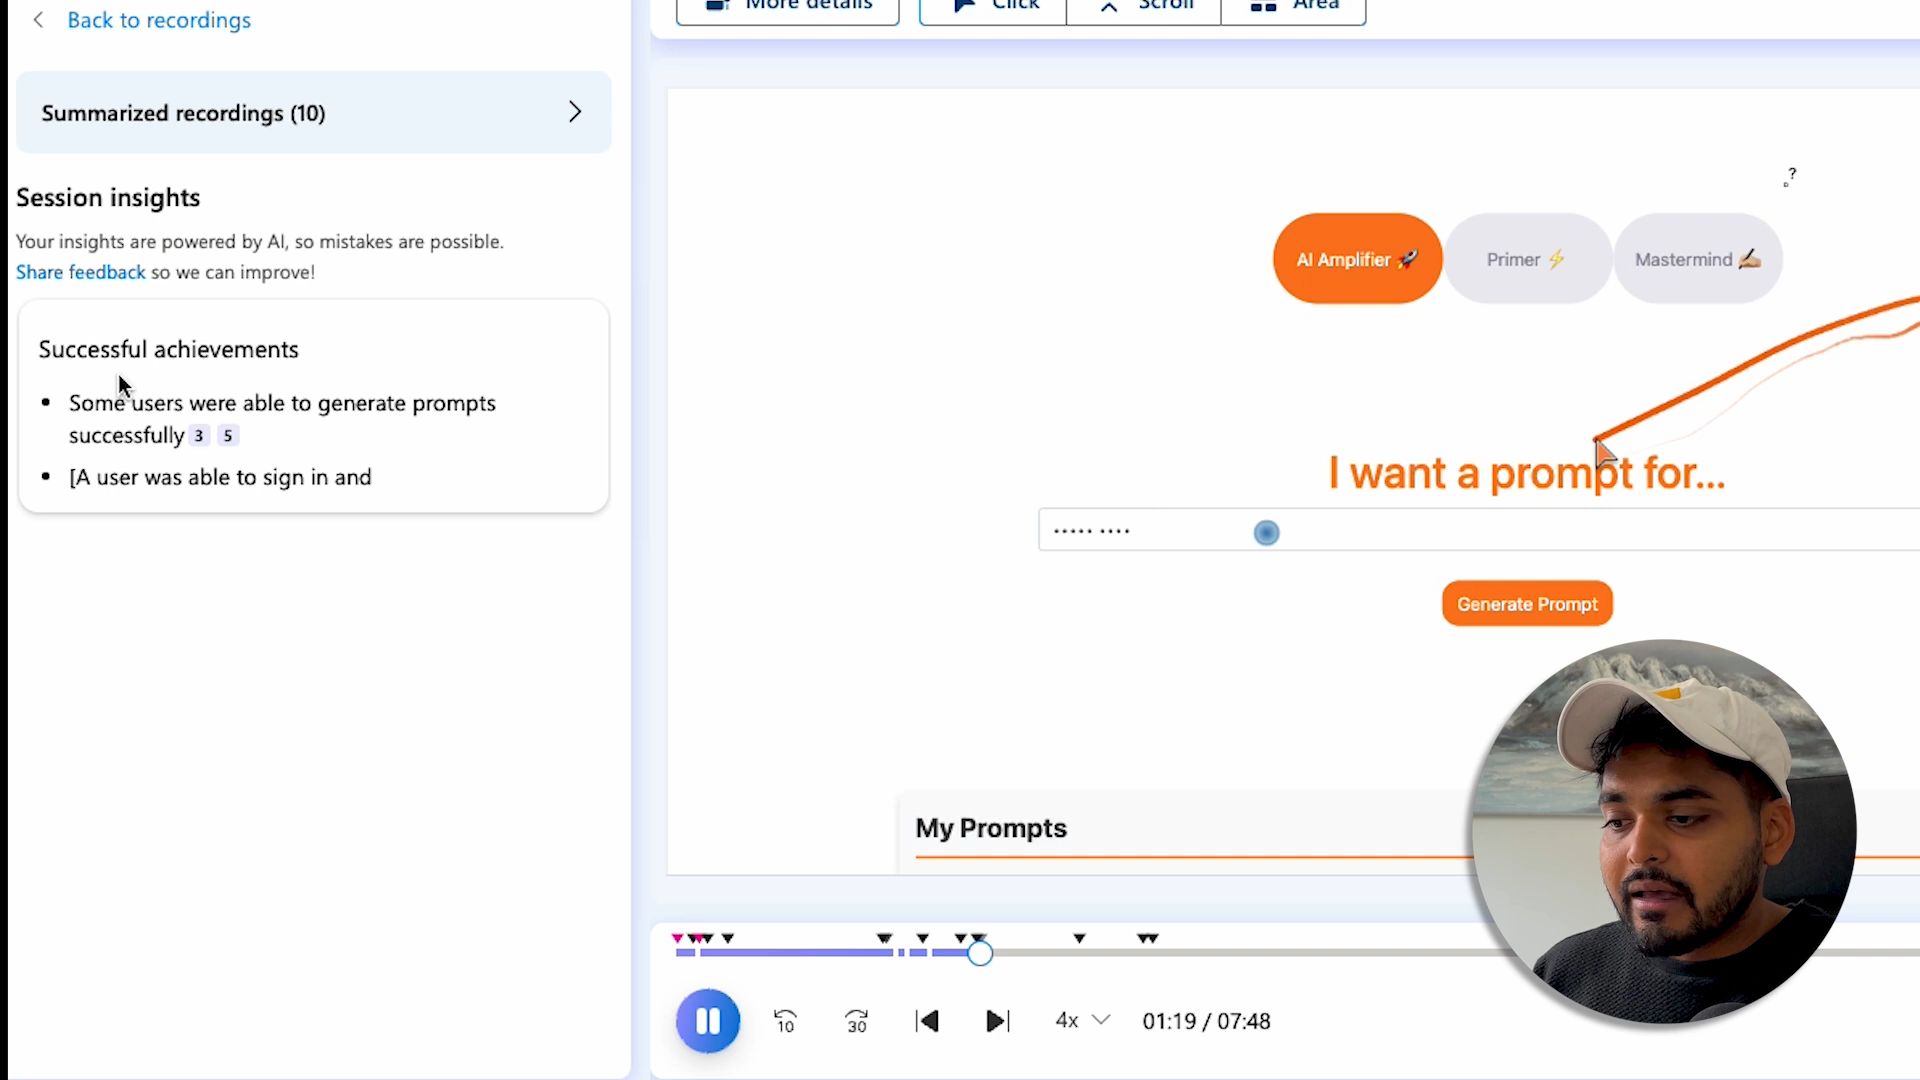 Back to recordings
More details
Click
Scroll
Area
Summarized recordings (10)
Session insights
Your insights are powered by AI, so mistakes are possible.
Share feedback so we can improve!
Successful achievements
Some users were able to generate prompts
successfully 3 5
[A user was able to sign in and
?
AI Amplifier 🚀
Primer ⚡
Mastermind ✍🏼
I want a prompt for...
••••• ••••
Generate Prompt
My Prompts
10
30
4x
01:19 / 07:48